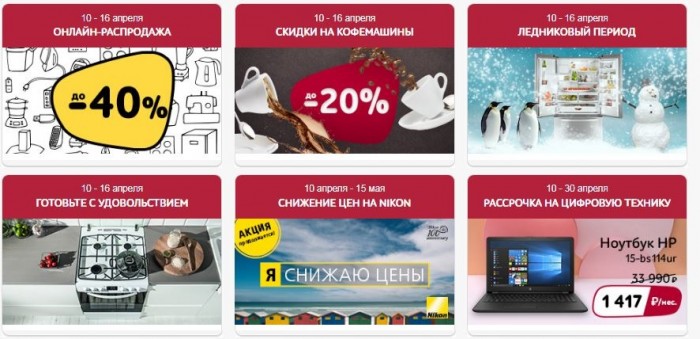 10 - 16 апреля
ОНЛАЙН-РАСПРОДАЖА
до
-40%
10 - 16 апреля
СКИДКИ НА КОФЕМАШИНЫ
до
-20%
10 - 16 апреля
ЛЕДНИКОВЫЙ ПЕРИОД
10 - 16 апреля
ГОТОВЬТЕ С УДОВОЛЬСТВИЕМ
10 апреля - 15 мая
СНИЖЕНИЕ ЦЕН НА NIKON
АКЦИЯ
100
anniversary
Я СНИЖАЮ ЦЕНЫ
Nikon
10 - 30 апреля
РАССРОЧКА НА ЦИФРОВУЮ ТЕХНИКУ
Ноутбук HP
15-bs114ur
33 990 ₽
1 417 ₽/мес.